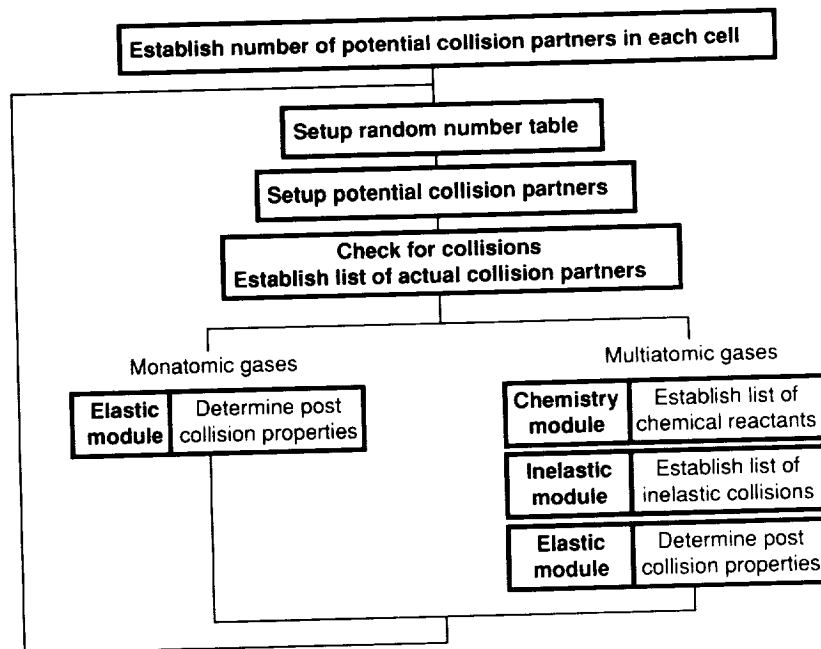 Establish number of potential collision partners in each cell
Setup random number table
Setup potential collision partners
Check for collisions
Establish list of actual collision partners
Monatomic gases
Elastic
module
Determine post
collision properties
Multiatomic gases
Chemistry
module
Establish list of
chemical reactants
Inelastic
module
Establish list of
inelastic collisions
Elastic
module
Determine post
collision properties